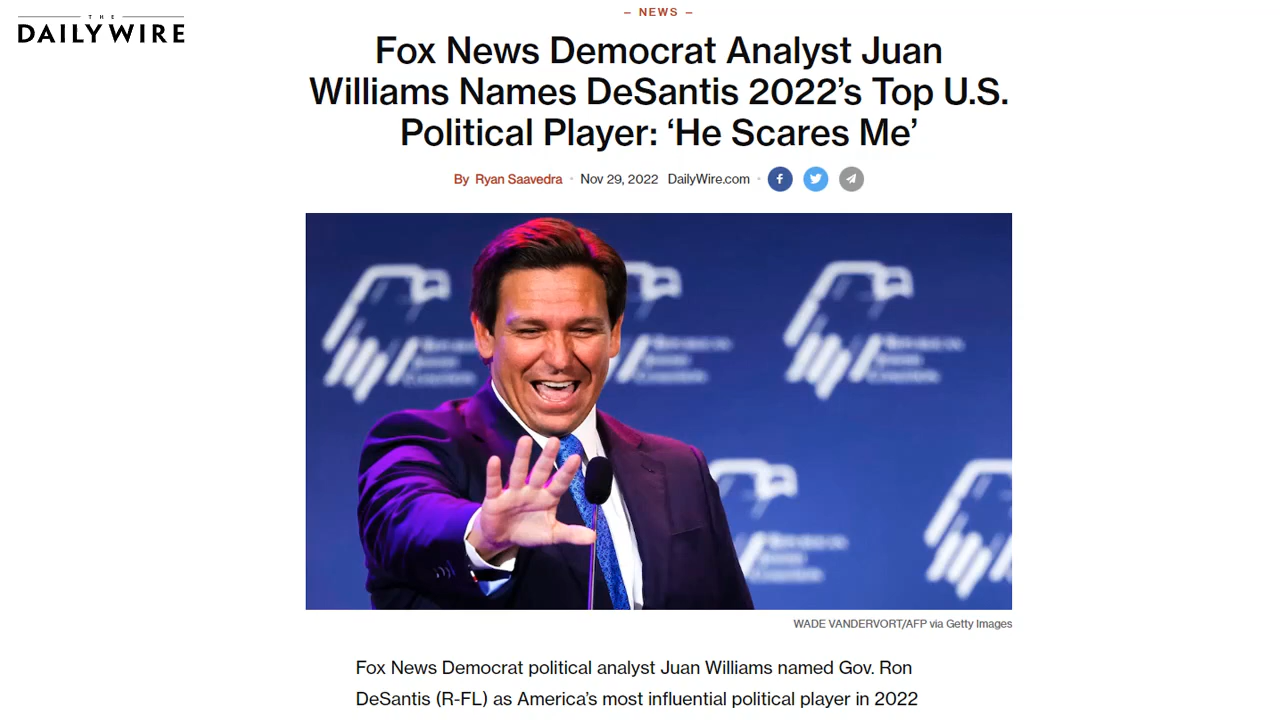 THE
DAILY WIRE
– NEWS –
Fox News Democrat Analyst Juan
Williams Names DeSantis 2022’s Top U.S.
Political Player: ‘He Scares Me’
By Ryan Saavedra · Nov 29, 2022 DailyWire.com ·
WADE VANDERVORT/AFP via Getty Images
Fox News Democrat political analyst Juan Williams named Gov. Ron
DeSantis (R-FL) as America’s most influential political player in 2022